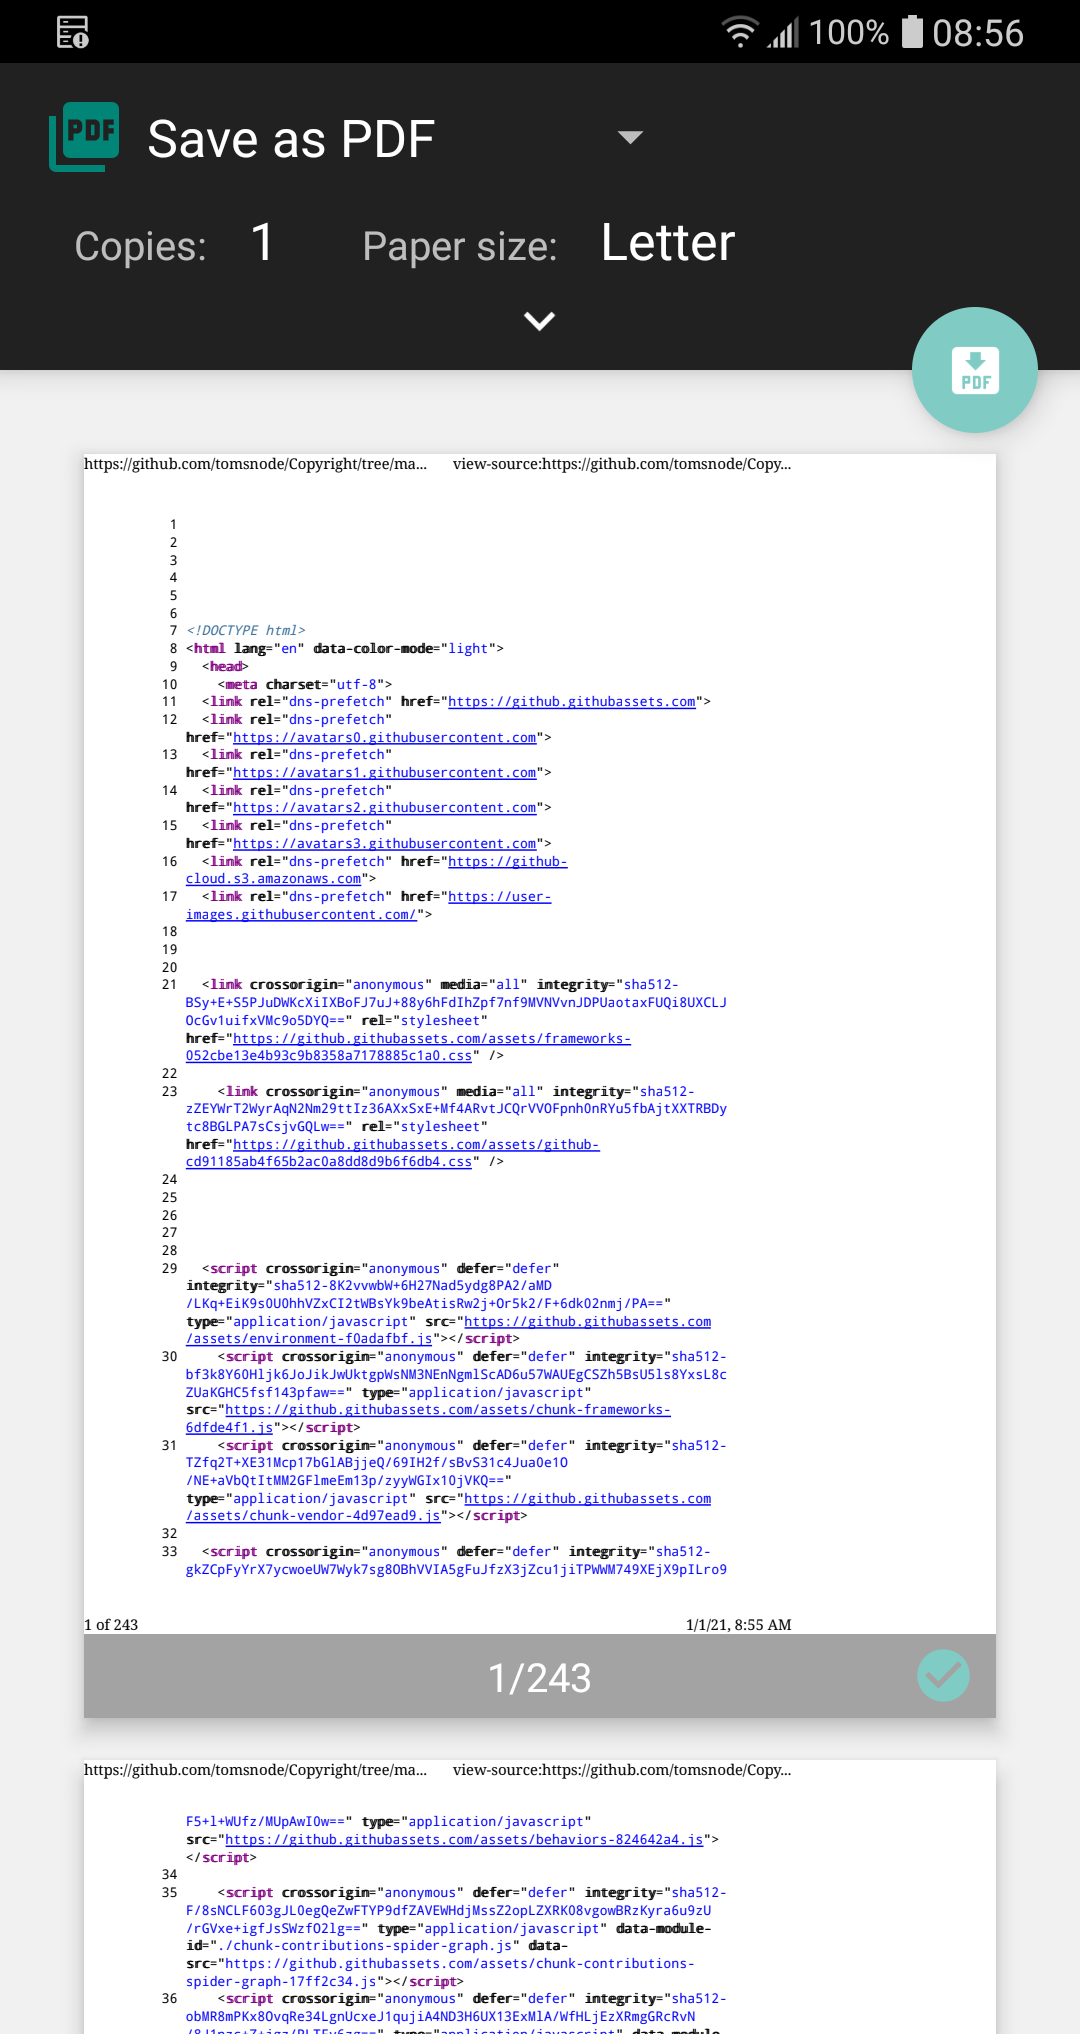 100% 08:56
PDF Save as PDF
Copies: 1 Paper size: Letter
PDF
https://github.com/tomsnode/Copyright/tree/ma... view-source:https://github.com/tomsnode/Copy...
1
2
3
4
5
6
7 <!DOCTYPE html>
8 <html lang="en" data-color-mode="light">
9 <head>
10 <meta charset="utf-8">
11 <link rel="dns-prefetch" href="https://github.githubassets.com">
12 <link rel="dns-prefetch"
href="https://avatars0.githubusercontent.com">
13 <link rel="dns-prefetch"
href="https://avatars1.githubusercontent.com">
14 <link rel="dns-prefetch"
href="https://avatars2.githubusercontent.com">
15 <link rel="dns-prefetch"
href="https://avatars3.githubusercontent.com">
16 <link rel="dns-prefetch" href="https://github-
cloud.s3.amazonaws.com">
17 <link rel="dns-prefetch" href="https://user-
images.githubusercontent.com/">
18
19
20
21 <link crossorigin="anonymous" media="all" integrity="sha512-
BSy+E+S5PJuDWKcXiIXBoFJ7uJ+88y6hFdIhZpf7nf9MVNVvnJDPUaotaxFUQi8UXCLJ
OcGv1uifxVMc9o5DYQ==" rel="stylesheet"
href="https://github.githubassets.com/assets/frameworks-
052cbe13e4b93c9b8358a7178885c1a0.css" />
22
23 <link crossorigin="anonymous" media="all" integrity="sha512-
zZEYWrT2WyrAqN2Nm29ttIz36AXxSxE+Mf4ARvtJCQrVVOFpnh0nRYu5fbAjtXXTRBDy
tc8BGLPA7sCsjvGQLw==" rel="stylesheet"
href="https://github.githubassets.com/assets/github-
cd91185ab4f65b2ac0a8dd8d9b6f6db4.css" />
24
25
26
27
28
29 <script crossorigin="anonymous" defer="defer"
integrity="sha512-8K2vvwbW+6H27Nad5ydg8PA2/aMD
/LKq+EiK9sOU0hhVZxCI2tWBsYk9beAtisRw2j+Or5k2/F+6dkO2nmj/PA=="
type="application/javascript" src="https://github.githubassets.com
/assets/environment-f0adafbf.js"></script>
30 <script crossorigin="anonymous" defer="defer" integrity="sha512-
bf3k8Y60Hljk6JoJikJwUktgpWsNM3NEnNgmlScAD6u57WAUEgCSZh5BsU5ls8YxsL8c
ZUaKGHC5fsf143pfaw==" type="application/javascript"
src="https://github.githubassets.com/assets/chunk-frameworks-
6dfde4f1.js"></script>
31 <script crossorigin="anonymous" defer="defer" integrity="sha512-
TZfq2T+XE31Mcp17bGlABjjeQ/69IH2f/sBvS31c4Jua0e1O
/NE+aVbQtItMM2GFlmeEm13p/zyyWGIx10jVKQ=="
type="application/javascript" src="https://github.githubassets.com
/assets/chunk-vendor-4d97ead9.js"></script>
32
33 <script crossorigin="anonymous" defer="defer" integrity="sha512-
gkZCpFyYrX7ycwoeUW7Wyk7sg8OBhVVIA5gFuJfzX3jZcu1jiTPWWM749XEjX9pILro9
1 of 243 1/1/21, 8:55 AM
1/243
https://github.com/tomsnode/Copyright/tree/ma... view-source:https://github.com/tomsnode/Copy...
F5+l+WUfz/MUpAwI0w==" type="application/javascript"
src="https://github.githubassets.com/assets/behaviors-824642a4.js">
</script>
34
35 <script crossorigin="anonymous" defer="defer" integrity="sha512-
F/8sNCLF6O3gJL0egQeZwFTYP9dfZAVEWHdjMssZ2opLZXRKO8vgowBRzKyra6u9zU
/rGVxe+igfJsSWzfO2lg==" type="application/javascript" data-module-
id="./chunk-contributions-spider-graph.js" data-
src="https://github.githubassets.com/assets/chunk-contributions-
spider-graph-17ff2c34.js"></script>
36 <script crossorigin="anonymous" defer="defer" integrity="sha512-
obMR8mPKx8OvqRe34LgnUcxeJ1qujiA4ND3H6UX13ExMlA/WfHLjEzXRmgGRcRvN
type="application/javascript" data-module-